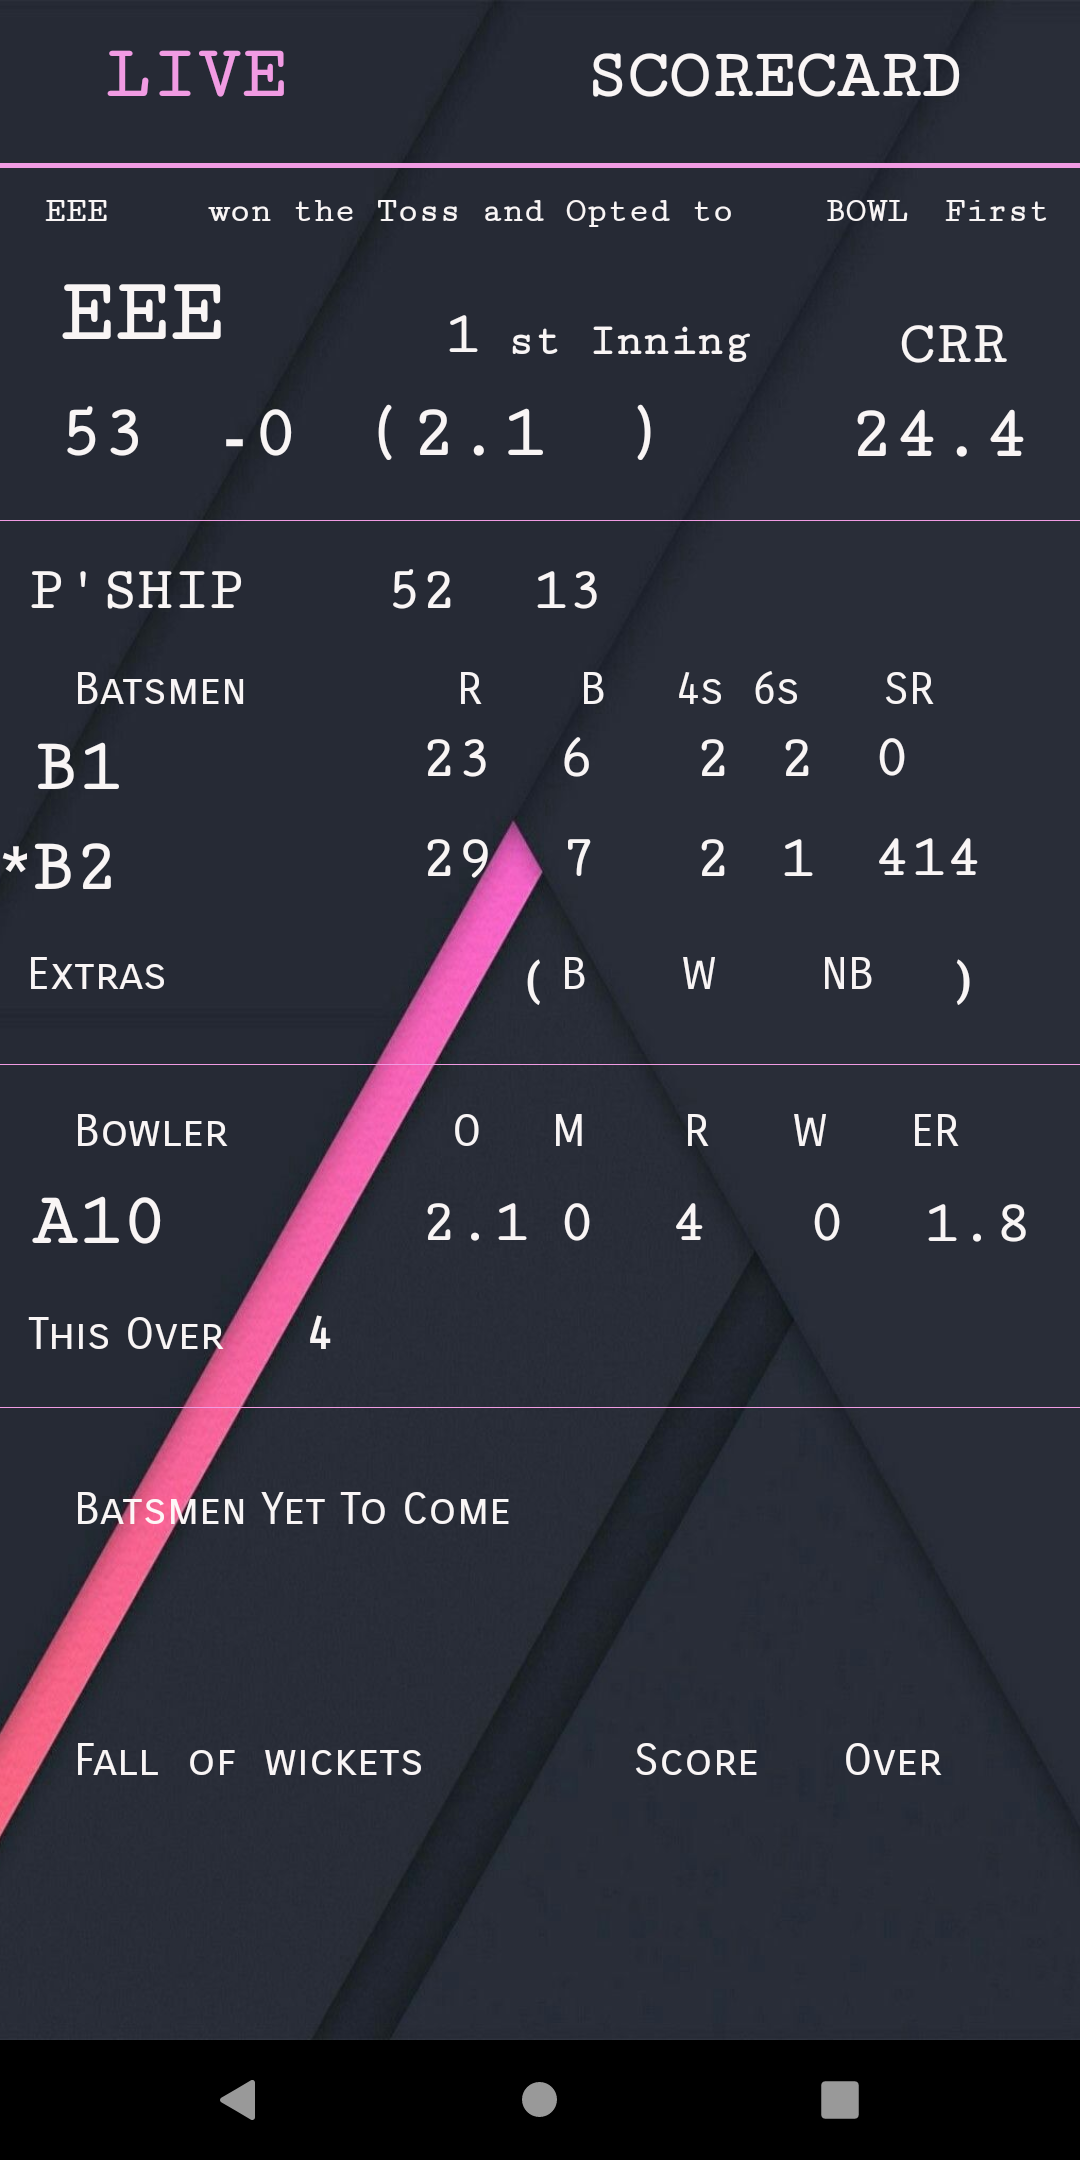 LIVE SCORECARD
EEE won the Toss and Opted to BOWL First
EEE
1 st Inning CRR
53 -0 (2.1 ) 24.4
P'SHIP 52 13
BATSMEN R B 4S 6S SR
B1 23 6 2 2 0
*B2 29 7 2 1 414
EXTRAS ( B W NB )
BOWLER O M R W ER
A10 2.1 0 4 0 1.8
THIS OVER 4
BATSMEN YET TO COME
FALL OF WICKETS SCORE OVER